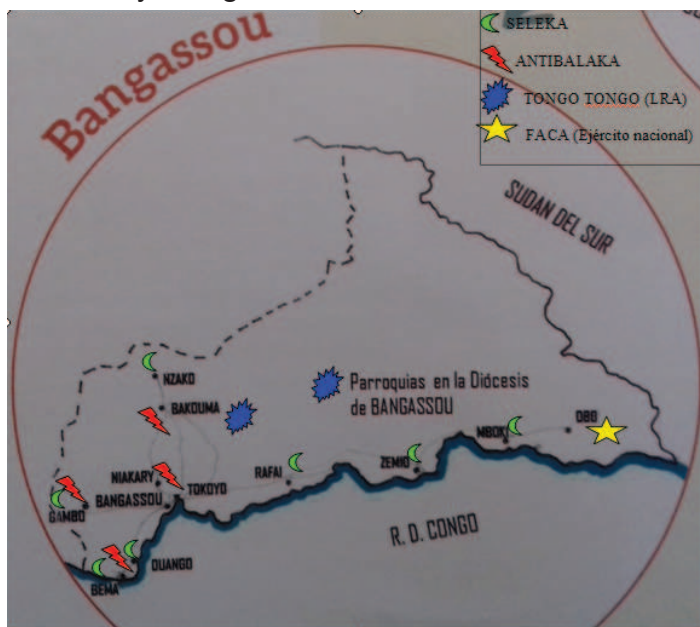 Bangassou
SELEKA
ANTIBALAKA
TONGO TONGO (LRA)
FACA (Ejército nacional)
SUDAN DEL SUR
NZAKO
BAKOUMA
Parroquias en la Diócesis
de BANGASSOU
OBO
MBOKI
ZEMIO
RAFAI
NIAKARY
TOKOYO
BANGASSOU
GAMBO
OUANGO
BEMA
R. D. CONGO